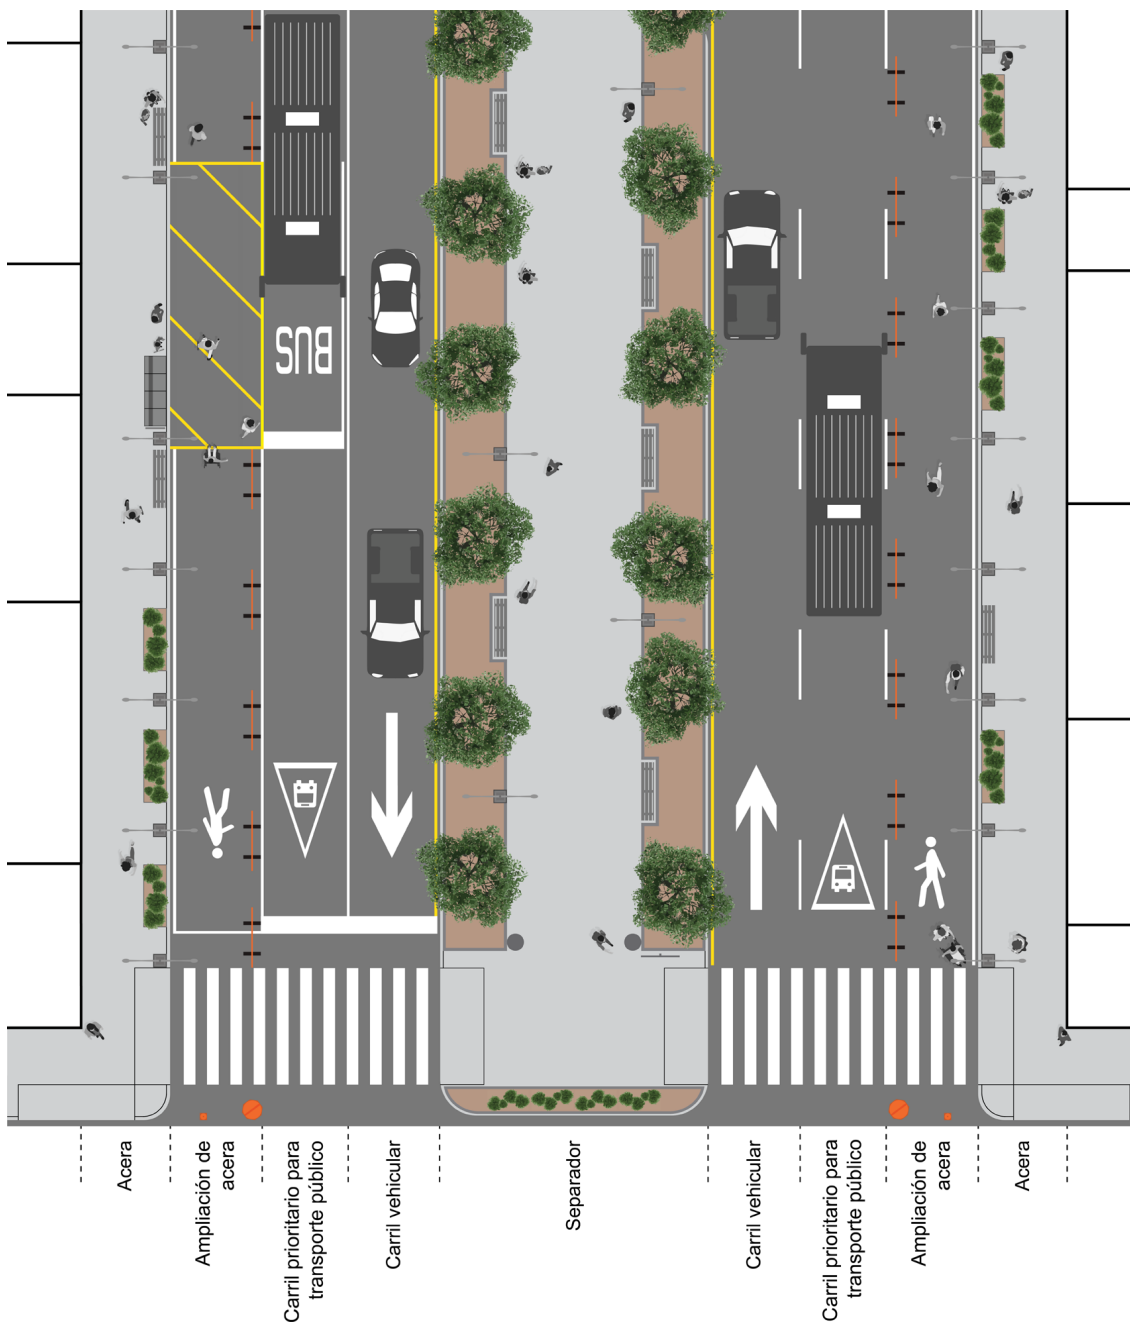 BUS
Acera
Ampliación de
acera
Carril prioritario para
transporte público
Carril vehicular
Separador
Carril vehicular
Carril prioritario para
transporte público
Ampliación de
acera
Acera